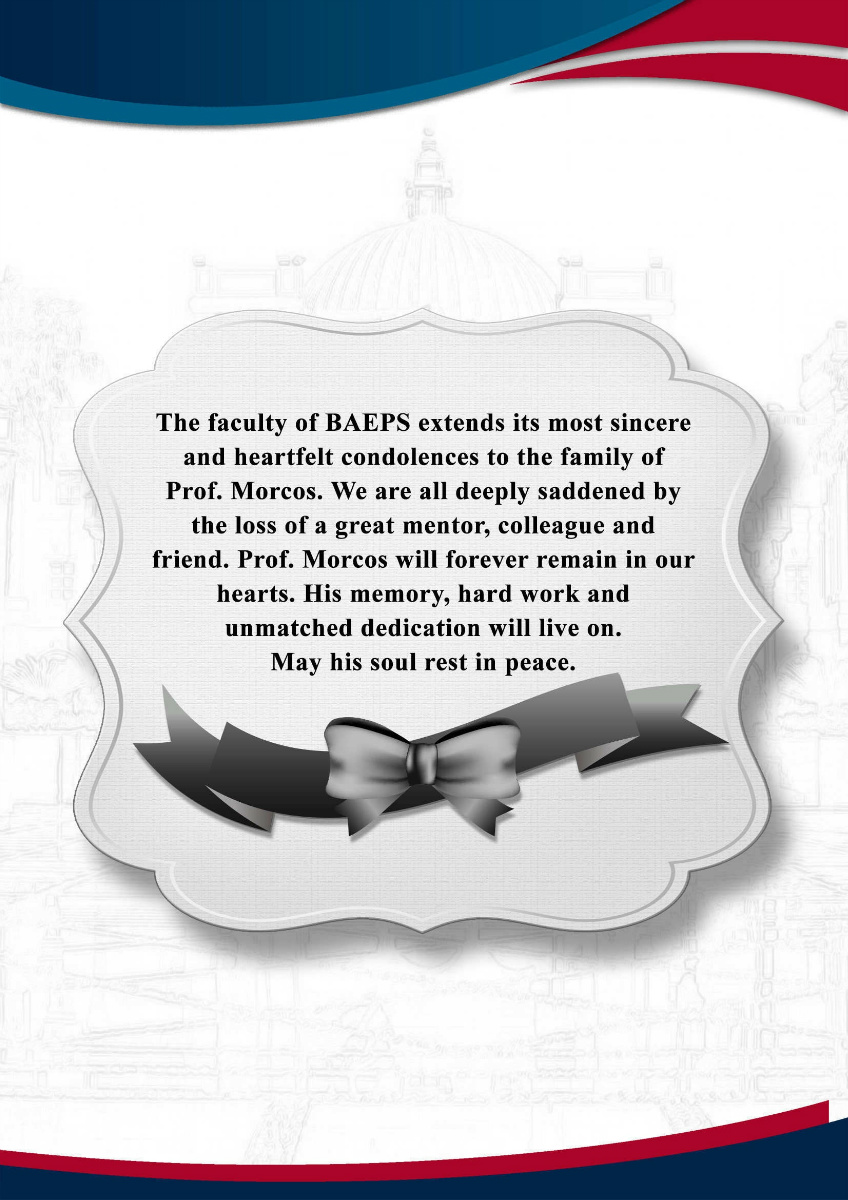 The faculty of BAEPS extends its most sincere
and heartfelt condolences to the family of
Prof. Morcos. We are all deeply saddened by
the loss of a great mentor, colleague and
friend. Prof. Morcos will forever remain in our
hearts. His memory, hard work and
unmatched dedication will live on.
May his soul rest in peace.